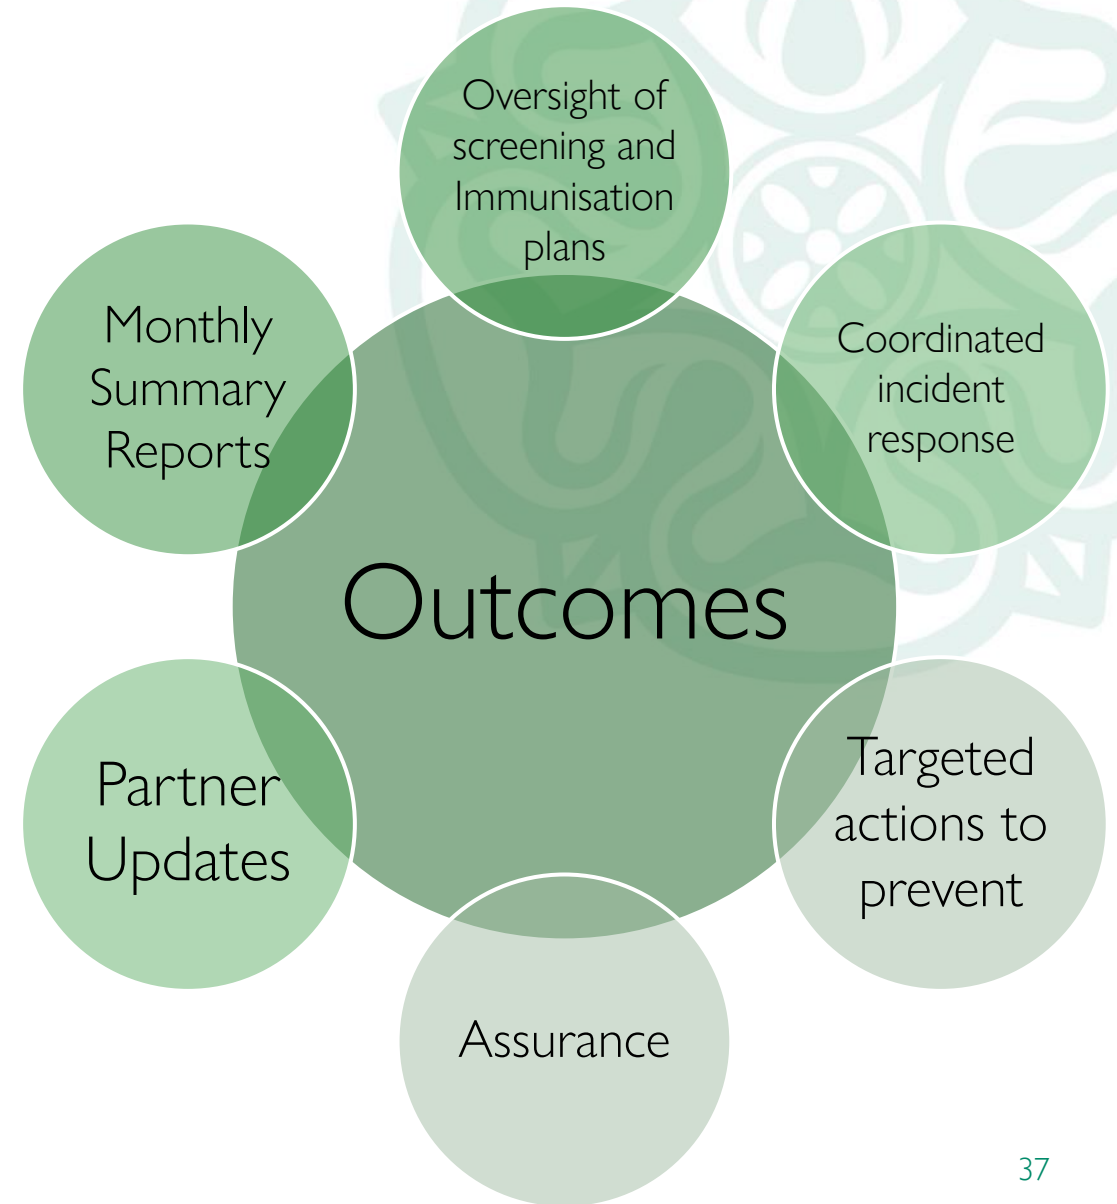 Oversight of
screening and
Immunisation
plans
Coordinated
incident
response
Targeted
actions to
prevent
Assurance
Partner
Updates
Monthly
Summary
Reports
Outcomes
37